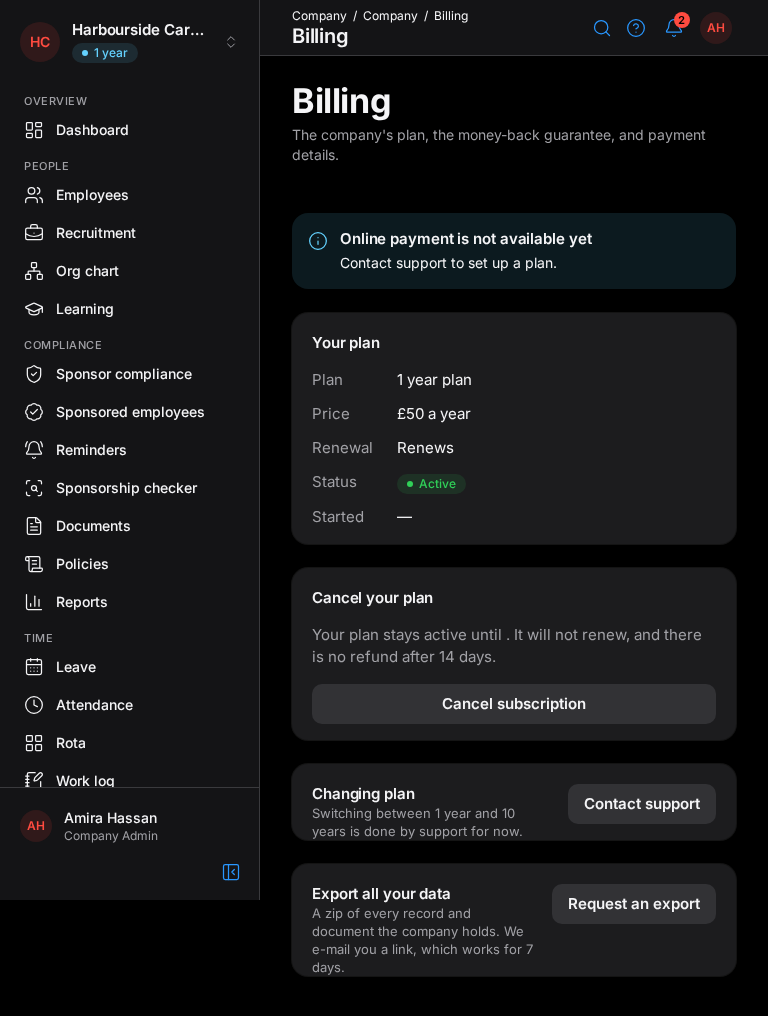 HC
Harbourside Car...
1 year
OVERVIEW
Dashboard
PEOPLE
Employees
Recruitment
Org chart
Learning
COMPLIANCE
Sponsor compliance
Sponsored employees
Reminders
Sponsorship checker
Documents
Policies
Reports
TIME
Leave
Attendance
Rota
Work log
AH
Amira Hassan
Company Admin
Company / Company / Billing
Billing
2
AH
Billing
The company's plan, the money-back guarantee, and payment
details.
Online payment is not available yet
Contact support to set up a plan.
Your plan
Plan 1 year plan
Price £50 a year
Renewal Renews
Status Active
Started —
Cancel your plan
Your plan stays active until . It will not renew, and there
is no refund after 14 days.
Cancel subscription
Changing plan
Switching between 1 year and 10
years is done by support for now.
Contact support
Export all your data
A zip of every record and
document the company holds. We
e-mail you a link, which works for 7
days.
Request an export